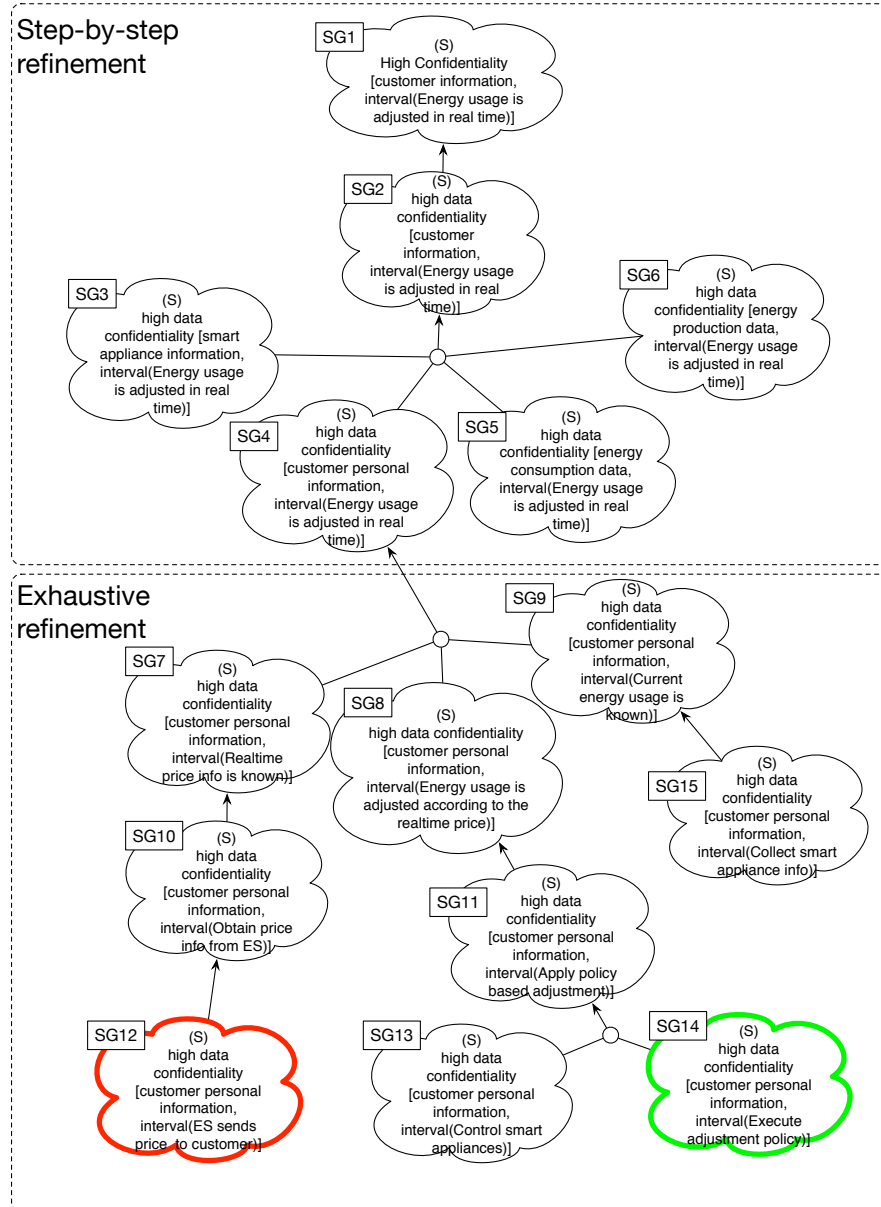 Step-by-step
refinement
SG1
(S)
High Confidentiality
[customer information,
interval(Energy usage is
adjusted in real time)]
SG2
(S)
high data
confidentiality
[customer
information,
interval(Energy usage
is adjusted in real
time)]
SG3
(S)
high data
confidentiality [smart
appliance information,
interval(Energy usage
is adjusted in real
time)]
SG6
(S)
high data
confidentiality [energy
production data,
interval(Energy usage
is adjusted in real
time)]
SG4
(S)
high data
confidentiality
[customer personal
information,
interval(Energy usage
is adjusted in real
time)]
SG5
(S)
high data
confidentiality [energy
consumption data,
interval(Energy usage
is adjusted in real
time)]
Exhaustive
refinement
SG9
(S)
high data
confidentiality
[customer personal
information,
interval(Current
energy usage is
known)]
SG7
(S)
high data
confidentiality
[customer personal
information,
interval(Realtime
price info is known)]
SG8
(S)
high data confidentiality
[customer personal
information,
interval(Energy usage is
adjusted according to the
realtime price)]
SG15
(S)
high data
confidentiality
[customer personal
information,
interval(Collect smart
appliance info)]
SG10
(S)
high data
confidentiality
[customer personal
information,
interval(Obtain price
info from ES)]
SG11
(S)
high data
confidentiality
[customer personal
information,
interval(Apply policy
based adjustment)]
SG12
(S)
high data
confidentiality
[customer personal
information,
interval(ES sends
price to customer)]
SG13
(S)
high data
confidentiality
[customer personal
information,
interval(Control smart
appliances)]
SG14
(S)
high data
confidentiality
[customer personal
information,
interval(Execute
adjustment policy)]